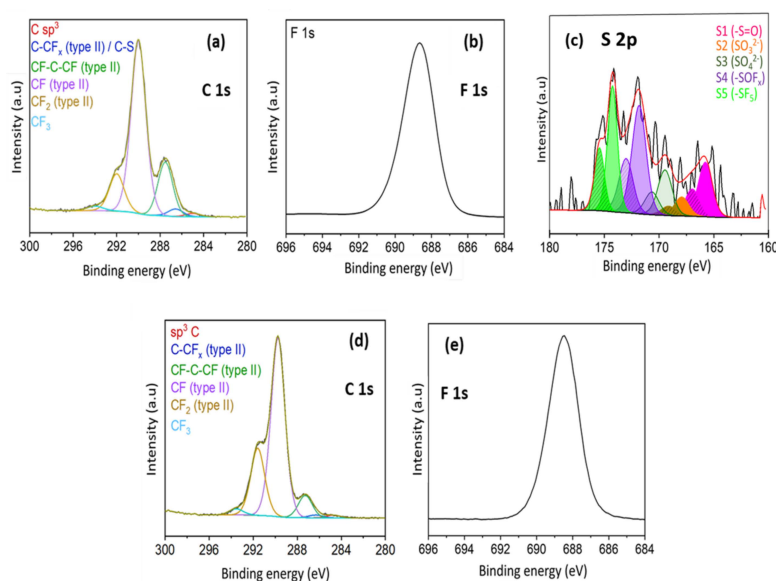 C sp³
C-CFₓ (type II) / C-S
CF-C-CF (type II)
CF (type II)
CF₂ (type II)
CF₃
(a)
C 1s
Intensity (a.u)
300 296 292 288 284 280
Binding energy (eV)
F 1s
(b)
F 1s
Intensity (a.u)
696 694 692 690 688 686 684
Binding energy (eV)
(c)
S 2p
S1 (-S=O)
S2 (SO₃²⁻)
S3 (SO₄²⁻)
S4 (-SOFₓ)
S5 (-SF₅)
Intensity (a.u)
180 175 170 165 160
Binding energy (eV)
sp³ C
C-CFₓ (type II)
CF-C-CF (type II)
CF (type II)
CF₂ (type II)
CF₃
(d)
C 1s
Intensity (a.u)
300 296 292 288 284 280
Binding energy (eV)
(e)
F 1s
Intensity (a.u)
696 694 692 690 688 686 684
Binding energy (eV)